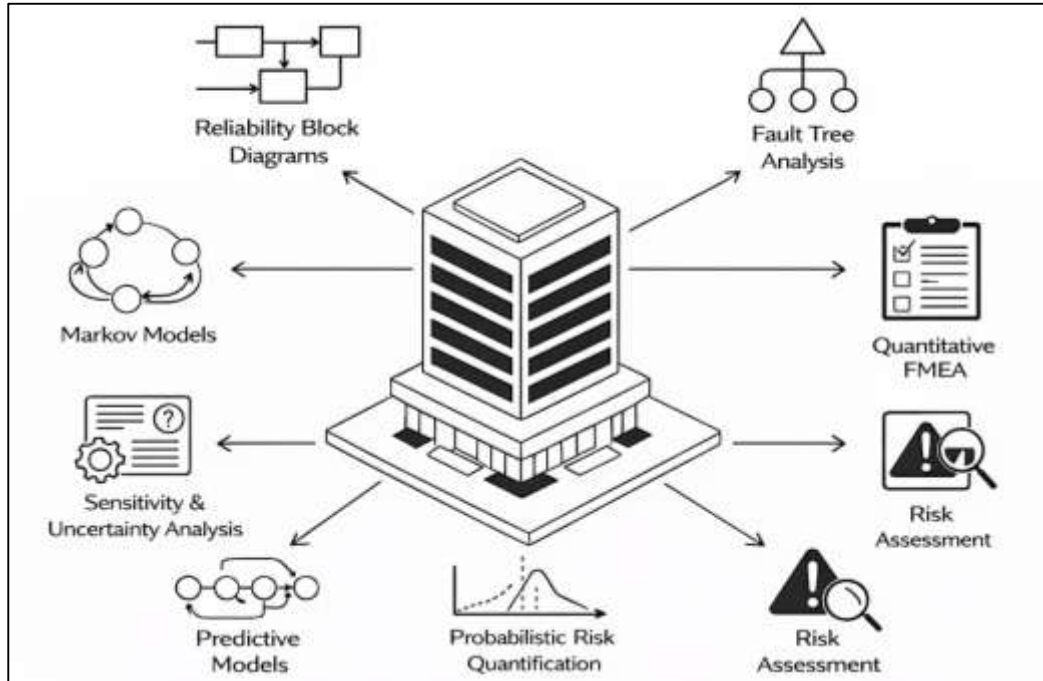 Reliability Block
Diagrams
Fault Tree
Analysis
Markov Models
Quantitative
FMEA
Sensitivity &
Uncertainty Analysis
Risk
Assessment
Predictive
Models
Probabilistic Risk
Quantification
Risk
Assessment
?